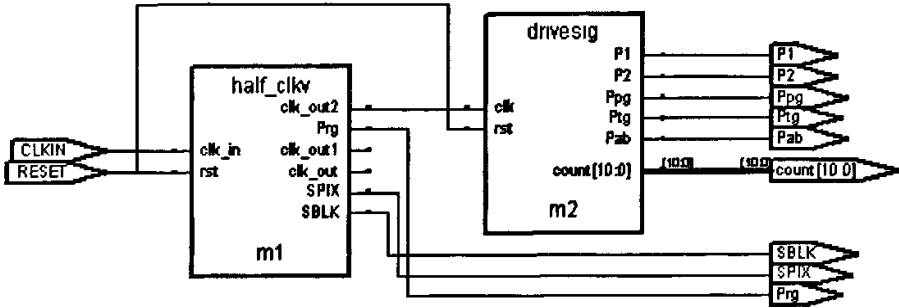 drivesig
half_clkv
P1
P2
Ppg
Ptg
Pab
P1
P2
Ppg
Ptg
Pab
clk
rst
clk_out2
Prg
clk_out1
clk_out
SPIX
SBLK
CLKIN
RESET
clk_in
rst
count[10:0]
[10:0]
[10:0]
count[10:0]
m2
m1
SBLK
SPIX
Prg